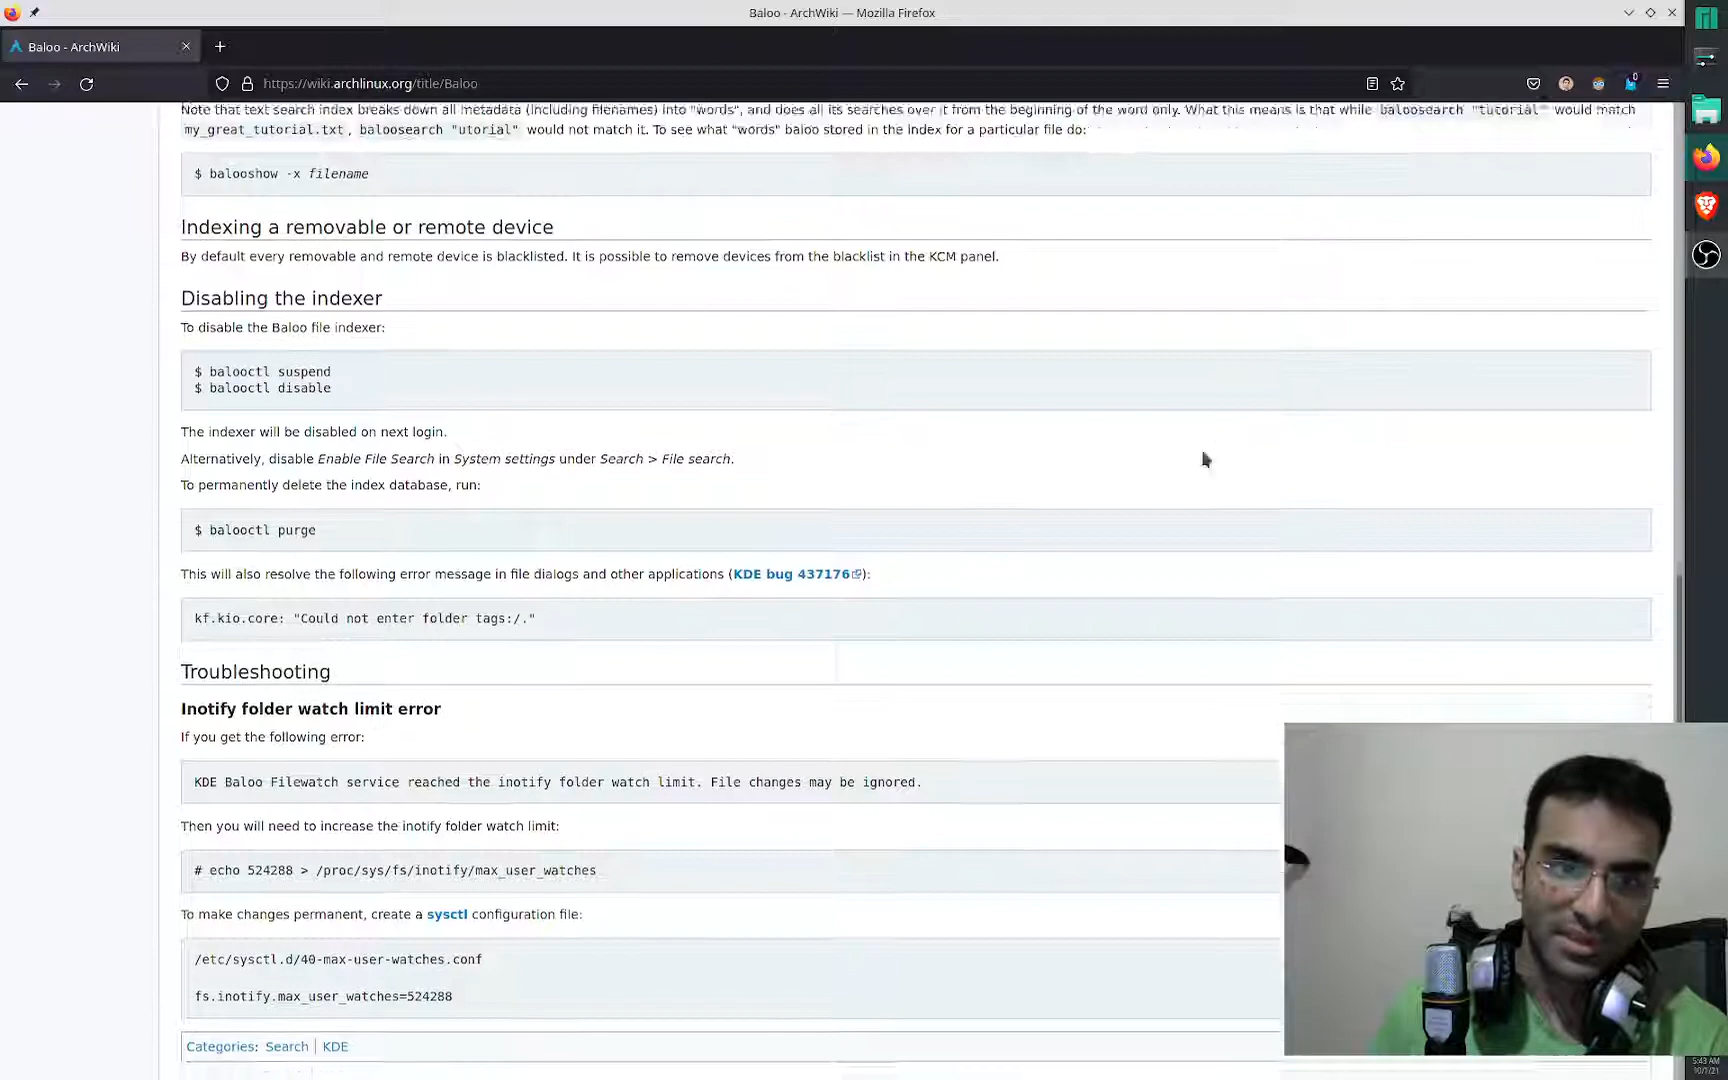 Baloo - ArchWiki — Mozilla Firefox
Baloo - ArchWiki
https://wiki.archlinux.org/title/Baloo
0
Note that text search index breaks down all metadata (including filenames) into "words", and does all its searches over it from the beginning of the word only. What this means is that while baloosearch "tutorial" would match
my_great_tutorial.txt, baloosearch "utorial" would not match it. To see what "words" baloo stored in the index for a particular file do:
$ balooshow -x filename
Indexing a removable or remote device
By default every removable and remote device is blacklisted. It is possible to remove devices from the blacklist in the KCM panel.
Disabling the indexer
To disable the Baloo file indexer:
$ balooctl suspend
$ balooctl disable
The indexer will be disabled on next login.
Alternatively, disable Enable File Search in System settings under Search > File search.
To permanently delete the index database, run:
$ balooctl purge
This will also resolve the following error message in file dialogs and other applications (KDE bug 437176):
kf.kio.core: "Could not enter folder tags:/."
Troubleshooting
Inotify folder watch limit error
If you get the following error:
KDE Baloo Filewatch service reached the inotify folder watch limit. File changes may be ignored.
Then you will need to increase the inotify folder watch limit:
# echo 524288 > /proc/sys/fs/inotify/max_user_watches
To make changes permanent, create a sysctl configuration file:
/etc/sysctl.d/40-max-user-watches.conf
fs.inotify.max_user_watches=524288
Categories: Search | KDE
5:43 AM
10/1/21